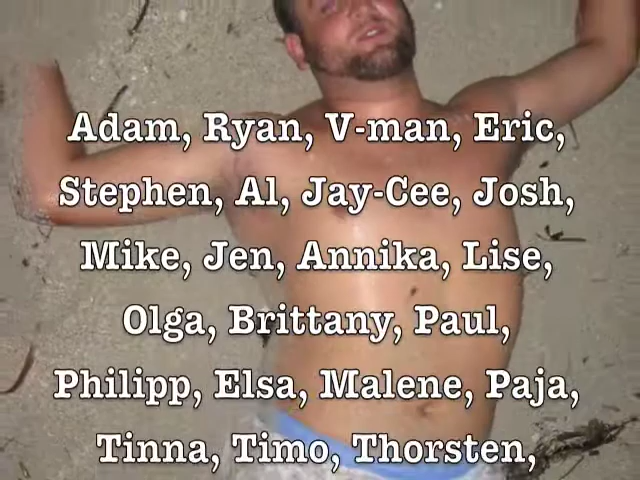 Adam, Ryan, V-man, Eric,
Stephen, Al, Jay-Cee, Josh,
Mike, Jen, Annika, Lise,
Olga, Brittany, Paul,
Philipp, Elsa, Malene, Paja,
Tinna, Timo, Thorsten,